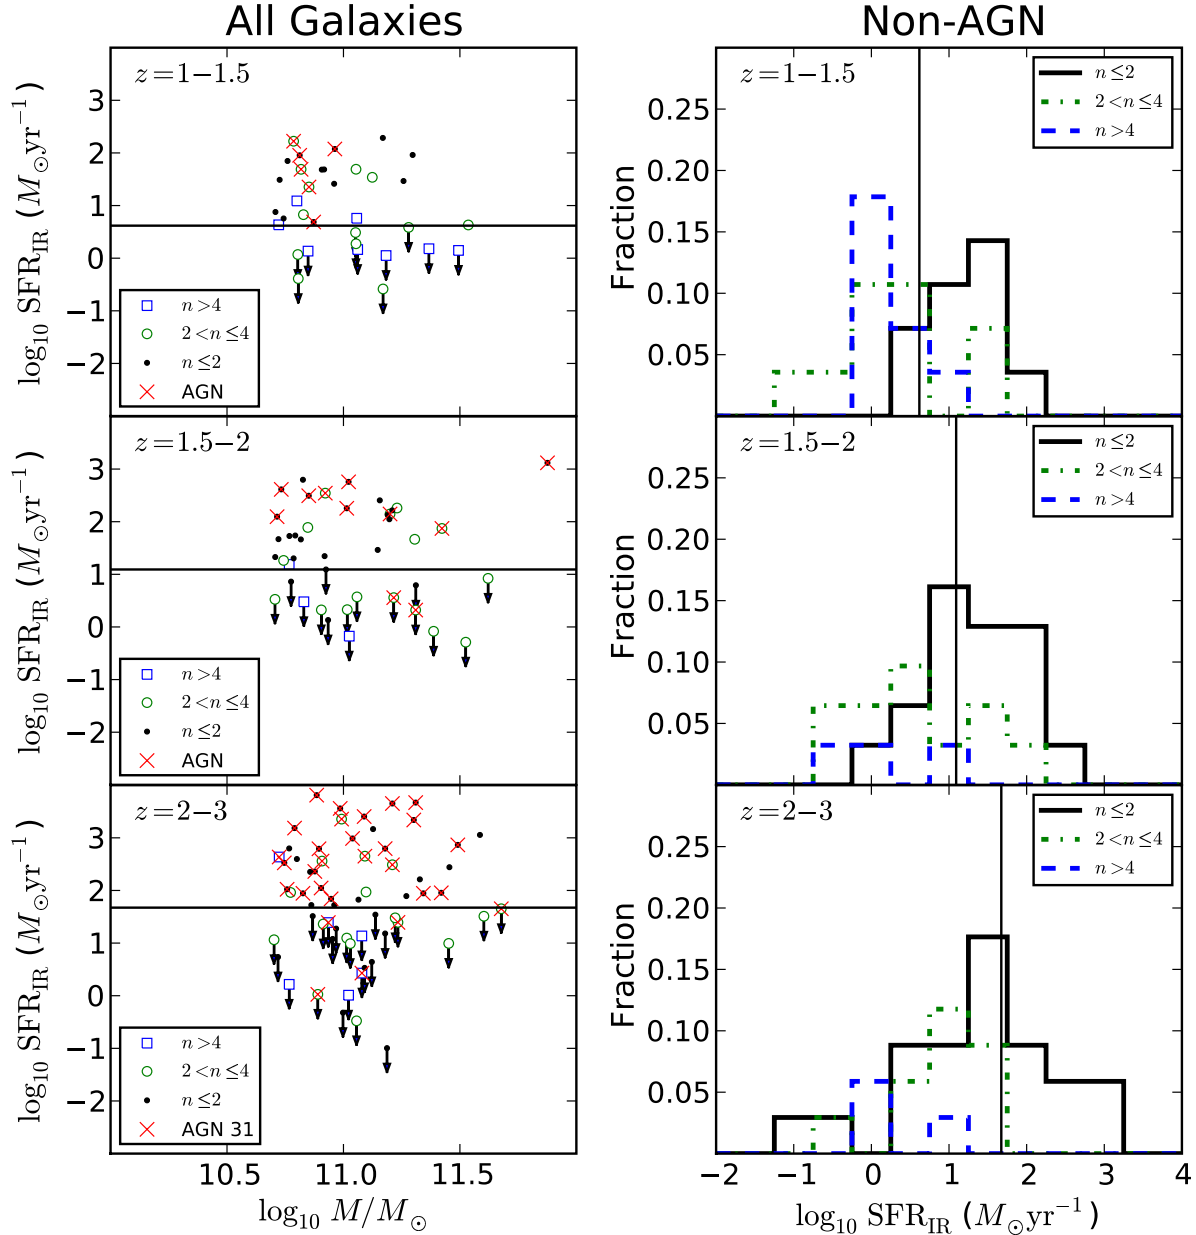 All Galaxies
Non-AGN
z=1−1.5
log₁₀ SFR_IR (M⊙yr⁻¹)
3
2
1
0
−1
−2
n>4
2<n≤4
n≤2
AGN
z=1−1.5
Fraction
0.25
0.20
0.15
0.10
0.05
n≤2
2<n≤4
n>4
z=1.5−2
log₁₀ SFR_IR (M⊙yr⁻¹)
3
2
1
0
−1
−2
n>4
2<n≤4
n≤2
AGN
z=1.5−2
Fraction
0.25
0.20
0.15
0.10
0.05
n≤2
2<n≤4
n>4
z=2−3
log₁₀ SFR_IR (M⊙yr⁻¹)
3
2
1
0
−1
−2
n>4
2<n≤4
n≤2
AGN 31
10.5 11.0 11.5
log₁₀ M/M⊙
z=2−3
Fraction
0.25
0.20
0.15
0.10
0.05
n≤2
2<n≤4
n>4
−2 −1 0 1 2 3 4
log₁₀ SFR_IR (M⊙yr⁻¹)